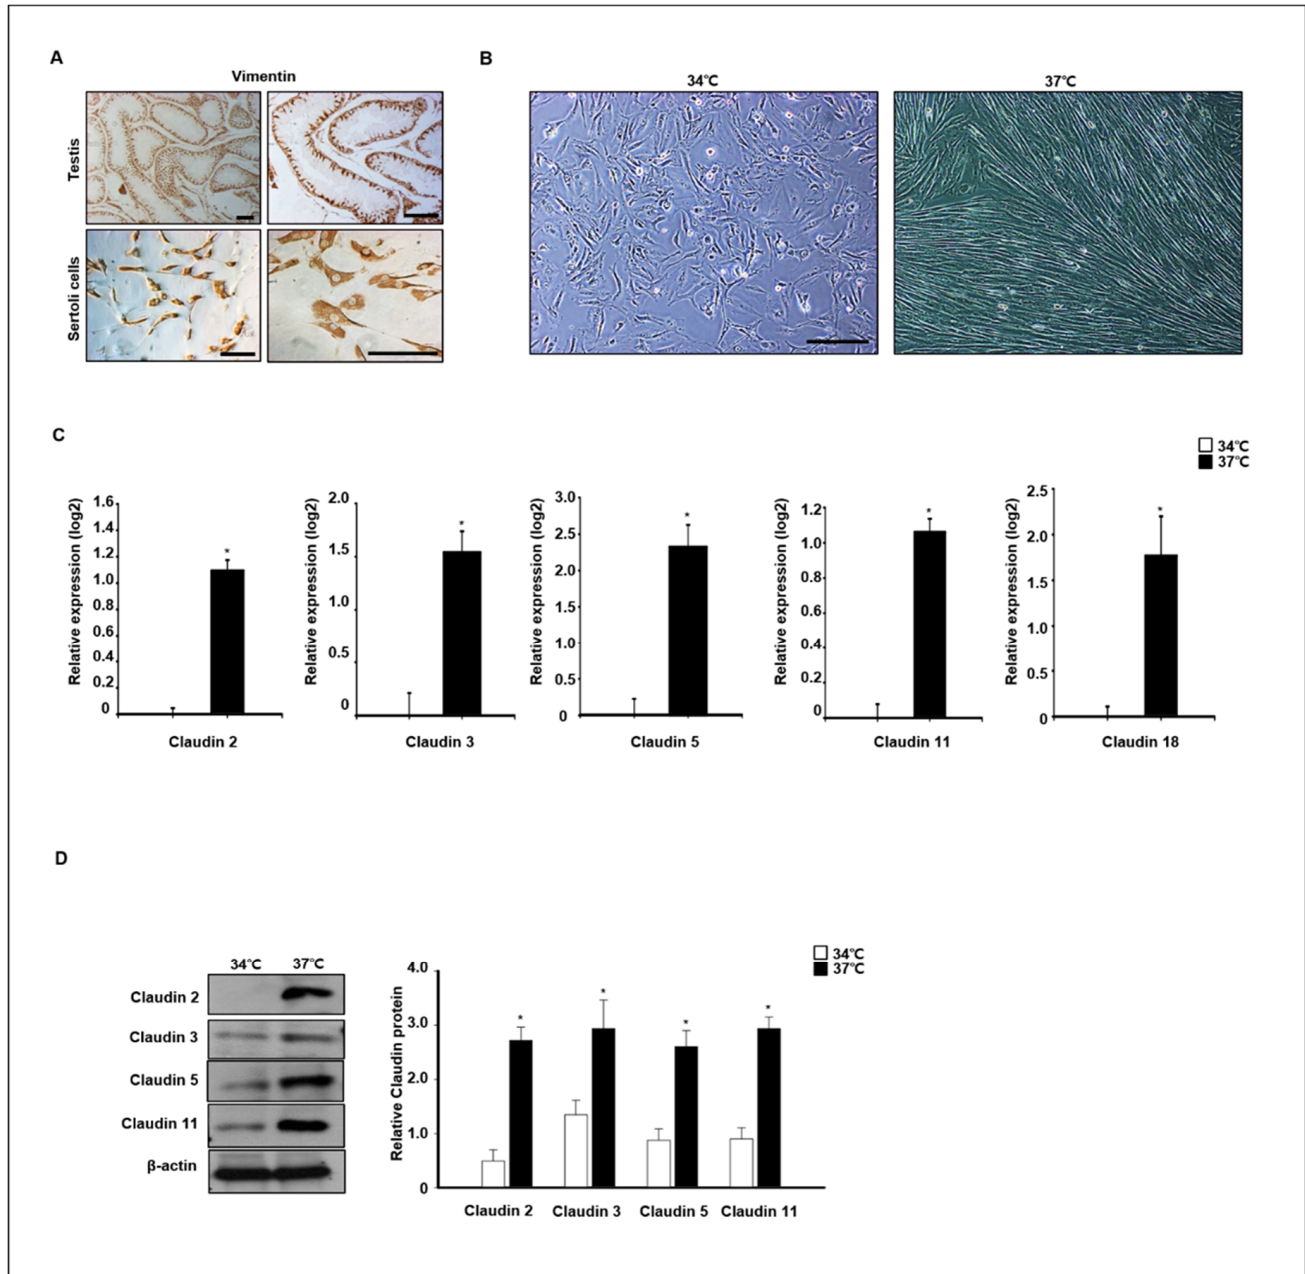 A
Vimentin
Testis
Sertoli cells
B
34℃
37℃
C
34℃
37℃
Relative expression (log2)
1.6
1.4
1.2
1.0
0.8
0.6
0.4
0.2
0
*
Claudin 2
Relative expression (log2)
2.0
1.5
1.0
0.5
0
*
Claudin 3
Relative expression (log2)
3.0
2.5
2.0
1.5
1.0
0.5
0
*
Claudin 5
Relative expression (log2)
1.2
1.0
0.8
0.6
0.4
0.2
0
*
Claudin 11
Relative expression (log2)
2.5
2.0
1.5
1.0
0.5
0
*
Claudin 18
D
34℃ 37℃
Claudin 2
Claudin 3
Claudin 5
Claudin 11
β-actin
34℃
37℃
Relative Claudin protein
4.0
3.0
2.0
1.0
0
* * * *
Claudin 2 Claudin 3 Claudin 5 Claudin 11